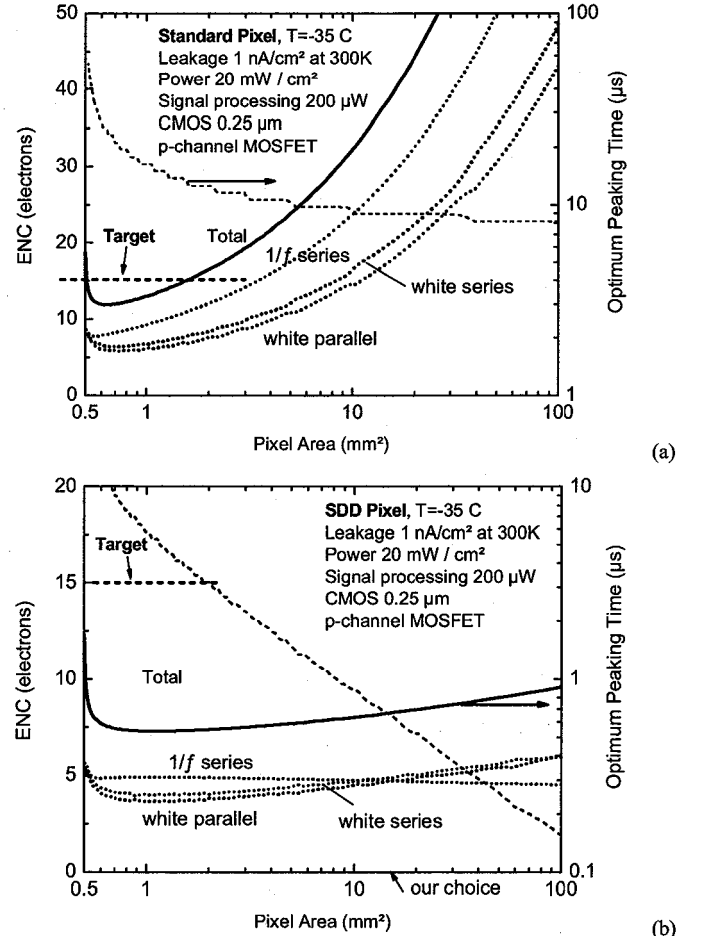 50
40
30
20
10
0
ENC (electrons)
Standard Pixel, T=-35 C
Leakage 1 nA/cm² at 300K
Power 20 mW / cm²
Signal processing 200 µW
CMOS 0.25 µm
p-channel MOSFET
Target
Total
1/ƒ series
white series
white parallel
100
10
1
Optimum Peaking Time (µs)
0.5
1
10
100
Pixel Area (mm²)
(a)
20
15
10
5
0
ENC (electrons)
SDD Pixel, T=-35 C
Leakage 1 nA/cm² at 300K
Power 20 mW / cm²
Signal processing 200 µW
CMOS 0.25 µm
p-channel MOSFET
Target
Total
1/ƒ series
white parallel
white series
10
1
0.1
Optimum Peaking Time (µs)
0.5
1
10
our choice
100
Pixel Area (mm²)
(b)